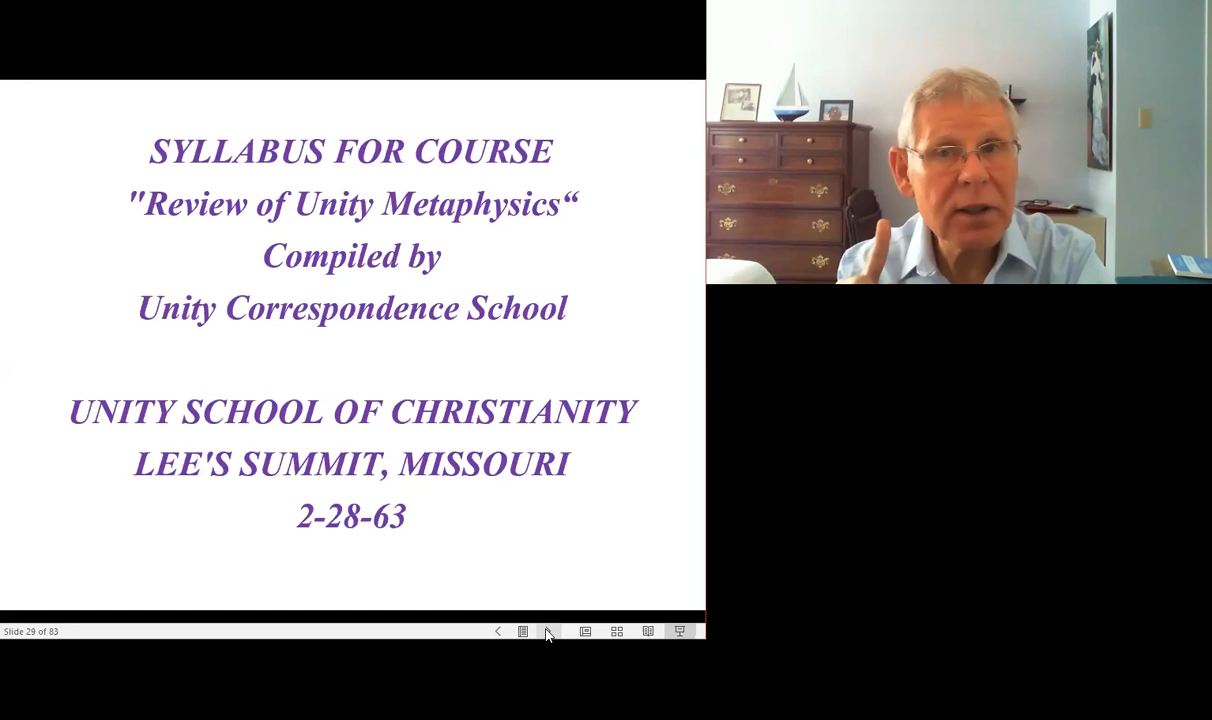 SYLLABUS FOR COURSE
"Review of Unity Metaphysics“
Compiled by
Unity Correspondence School
UNITY SCHOOL OF CHRISTIANITY
LEE'S SUMMIT, MISSOURI
2-28-63
Slide 29 of 83